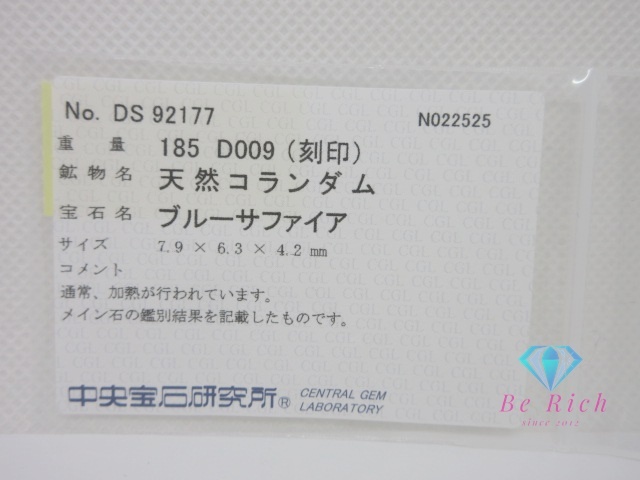 No. DS 92177 N022525
重量 185 D009（刻印）
鉱物名 天然コランダム
宝石名 ブルーサファイア
サイズ 7.9 × 6.3 × 4.2 mm
コメント
通常、加熱が行われています。
メイン石の鑑別結果を記載したものです。
中央宝石研究所® CENTRAL GEM
LABORATORY
Be Rich
since 2012